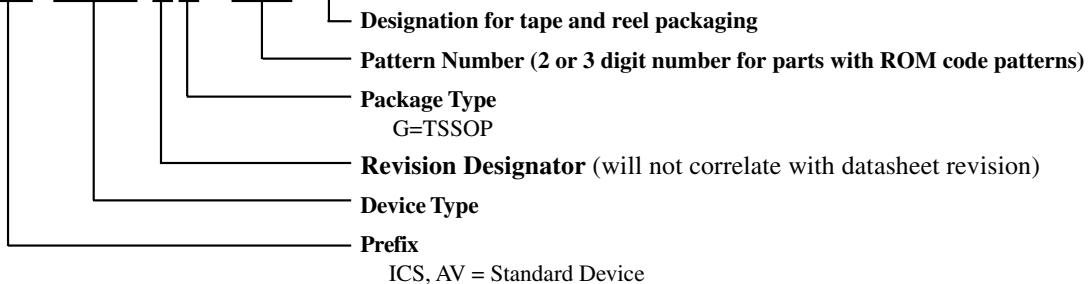 Designation for tape and reel packaging
Pattern Number (2 or 3 digit number for parts with ROM code patterns)
Package Type
G=TSSOP
Revision Designator (will not correlate with datasheet revision)
Device Type
Prefix
ICS, AV = Standard Device